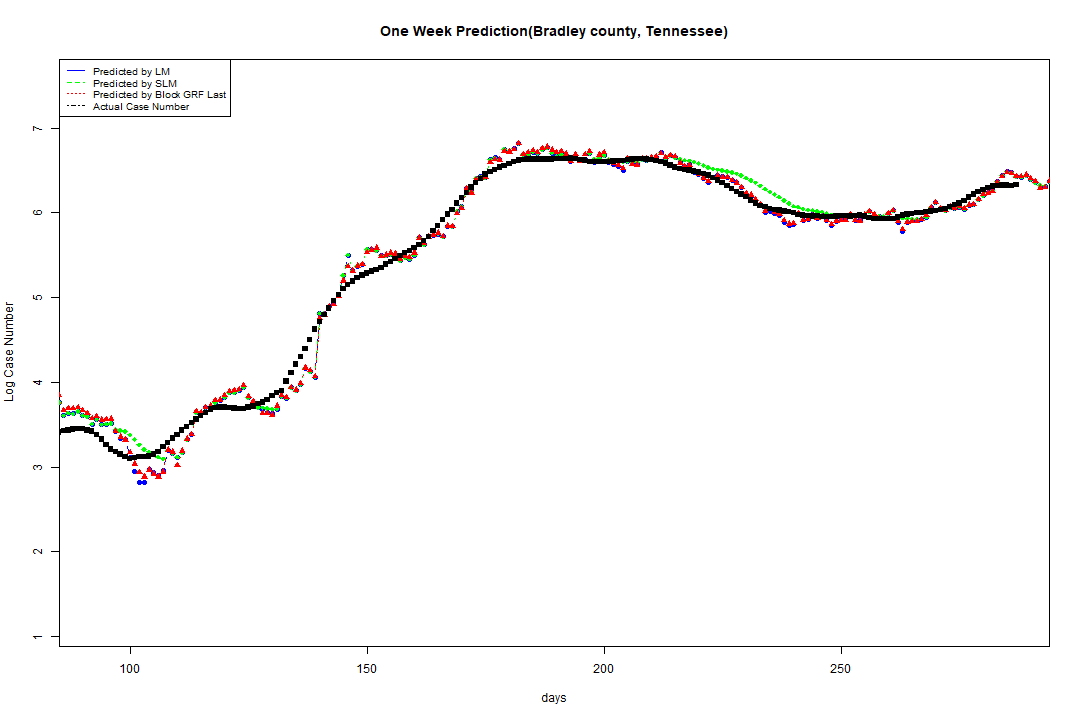 One Week Prediction(Bradley county, Tennessee)
Predicted by LM
Predicted by SLM
Predicted by Block GRF Last
Actual Case Number
7
6
5
4
3
2
1
Log Case Number
100 150 200 250
days